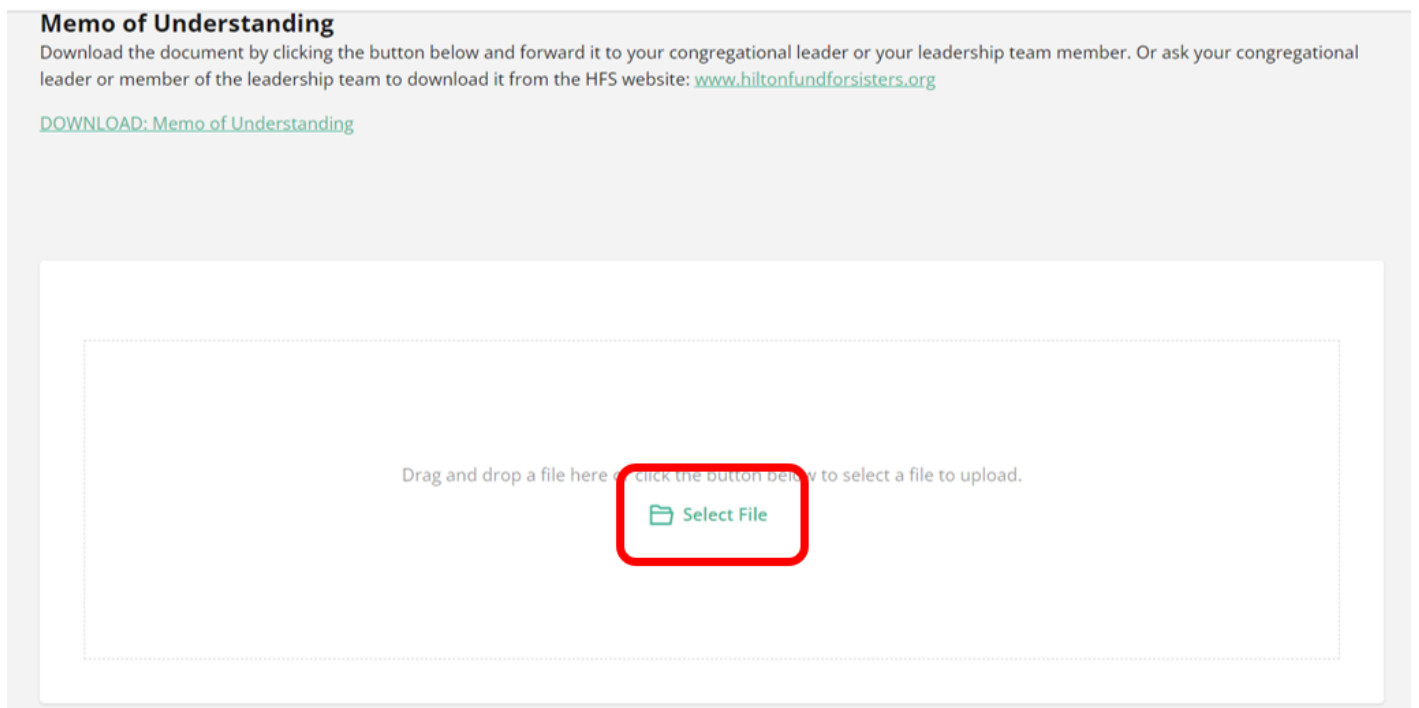 Memo of Understanding
Download the document by clicking the button below and forward it to your congregational leader or your leadership team member. Or ask your congregational
leader or member of the leadership team to download it from the HFS website: www.hiltonfundforsisters.org
DOWNLOAD: Memo of Understanding
Drag and drop a file here or click the button below to select a file to upload.
Select File